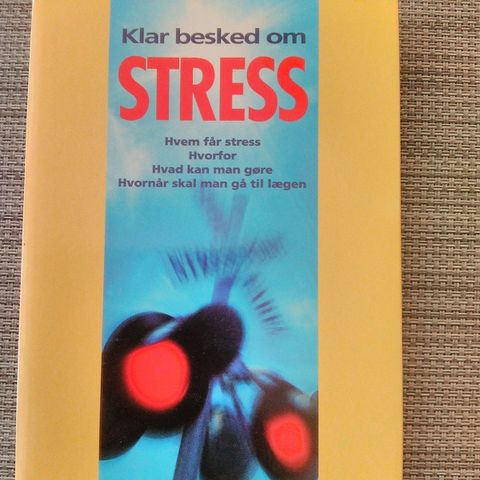 Klar besked om
STRESS
Hvem får stress
Hvorfor
Hvad kan man gøre
Hvornår skal man gå til lægen